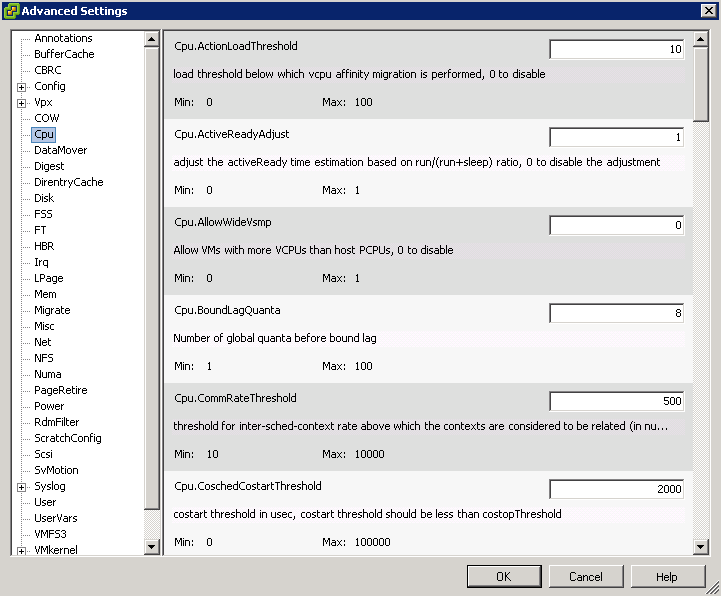 Advanced Settings
Annotations
BufferCache
CBRC
Config
Vpx
COW
Cpu
DataMover
Digest
DirentryCache
Disk
FSS
FT
HBR
Irq
LPage
Mem
Migrate
Misc
Net
NFS
Numa
PageRetire
Power
RdmFilter
ScratchConfig
Scsi
SvMotion
Syslog
User
UserVars
VMFS3
VMkernel
Cpu.ActionLoadThreshold 10
load threshold below which vcpu affinity migration is performed, 0 to disable
Min: 0 Max: 100
Cpu.ActiveReadyAdjust 1
adjust the activeReady time estimation based on run/(run+sleep) ratio, 0 to disable the adjustment
Min: 0 Max: 1
Cpu.AllowWideVsmp 0
Allow VMs with more VCPUs than host PCPUs, 0 to disable
Min: 0 Max: 1
Cpu.BoundLagQuanta 8
Number of global quanta before bound lag
Min: 1 Max: 100
Cpu.CommRateThreshold 500
threshold for inter-sched-context rate above which the contexts are considered to be related (in nu...
Min: 10 Max: 10000
Cpu.CoschedCostartThreshold 2000
costart threshold in usec, costart threshold should be less than costopThreshold
Min: 0 Max: 100000
OK Cancel Help